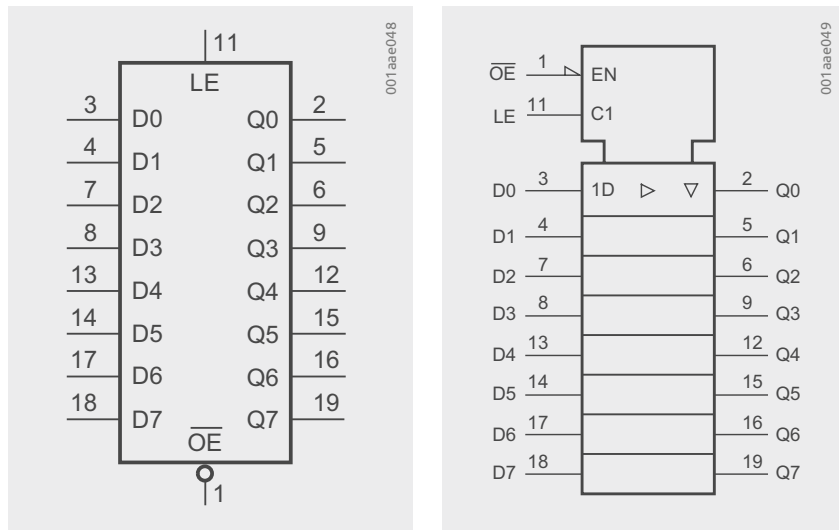 11
LE
3 D0 Q0 2
4 D1 Q1 5
7 D2 Q2 6
8 D3 Q3 9
13 D4 Q4 12
14 D5 Q5 15
17 D6 Q6 16
18 D7 Q7 19
OE
1
001aae048
OE 1 EN
LE 11 C1
D0 3 1D 2 Q0
D1 4 5 Q1
D2 7 6 Q2
D3 8 9 Q3
D4 13 12 Q4
D5 14 15 Q5
D6 17 16 Q6
D7 18 19 Q7
001aae049